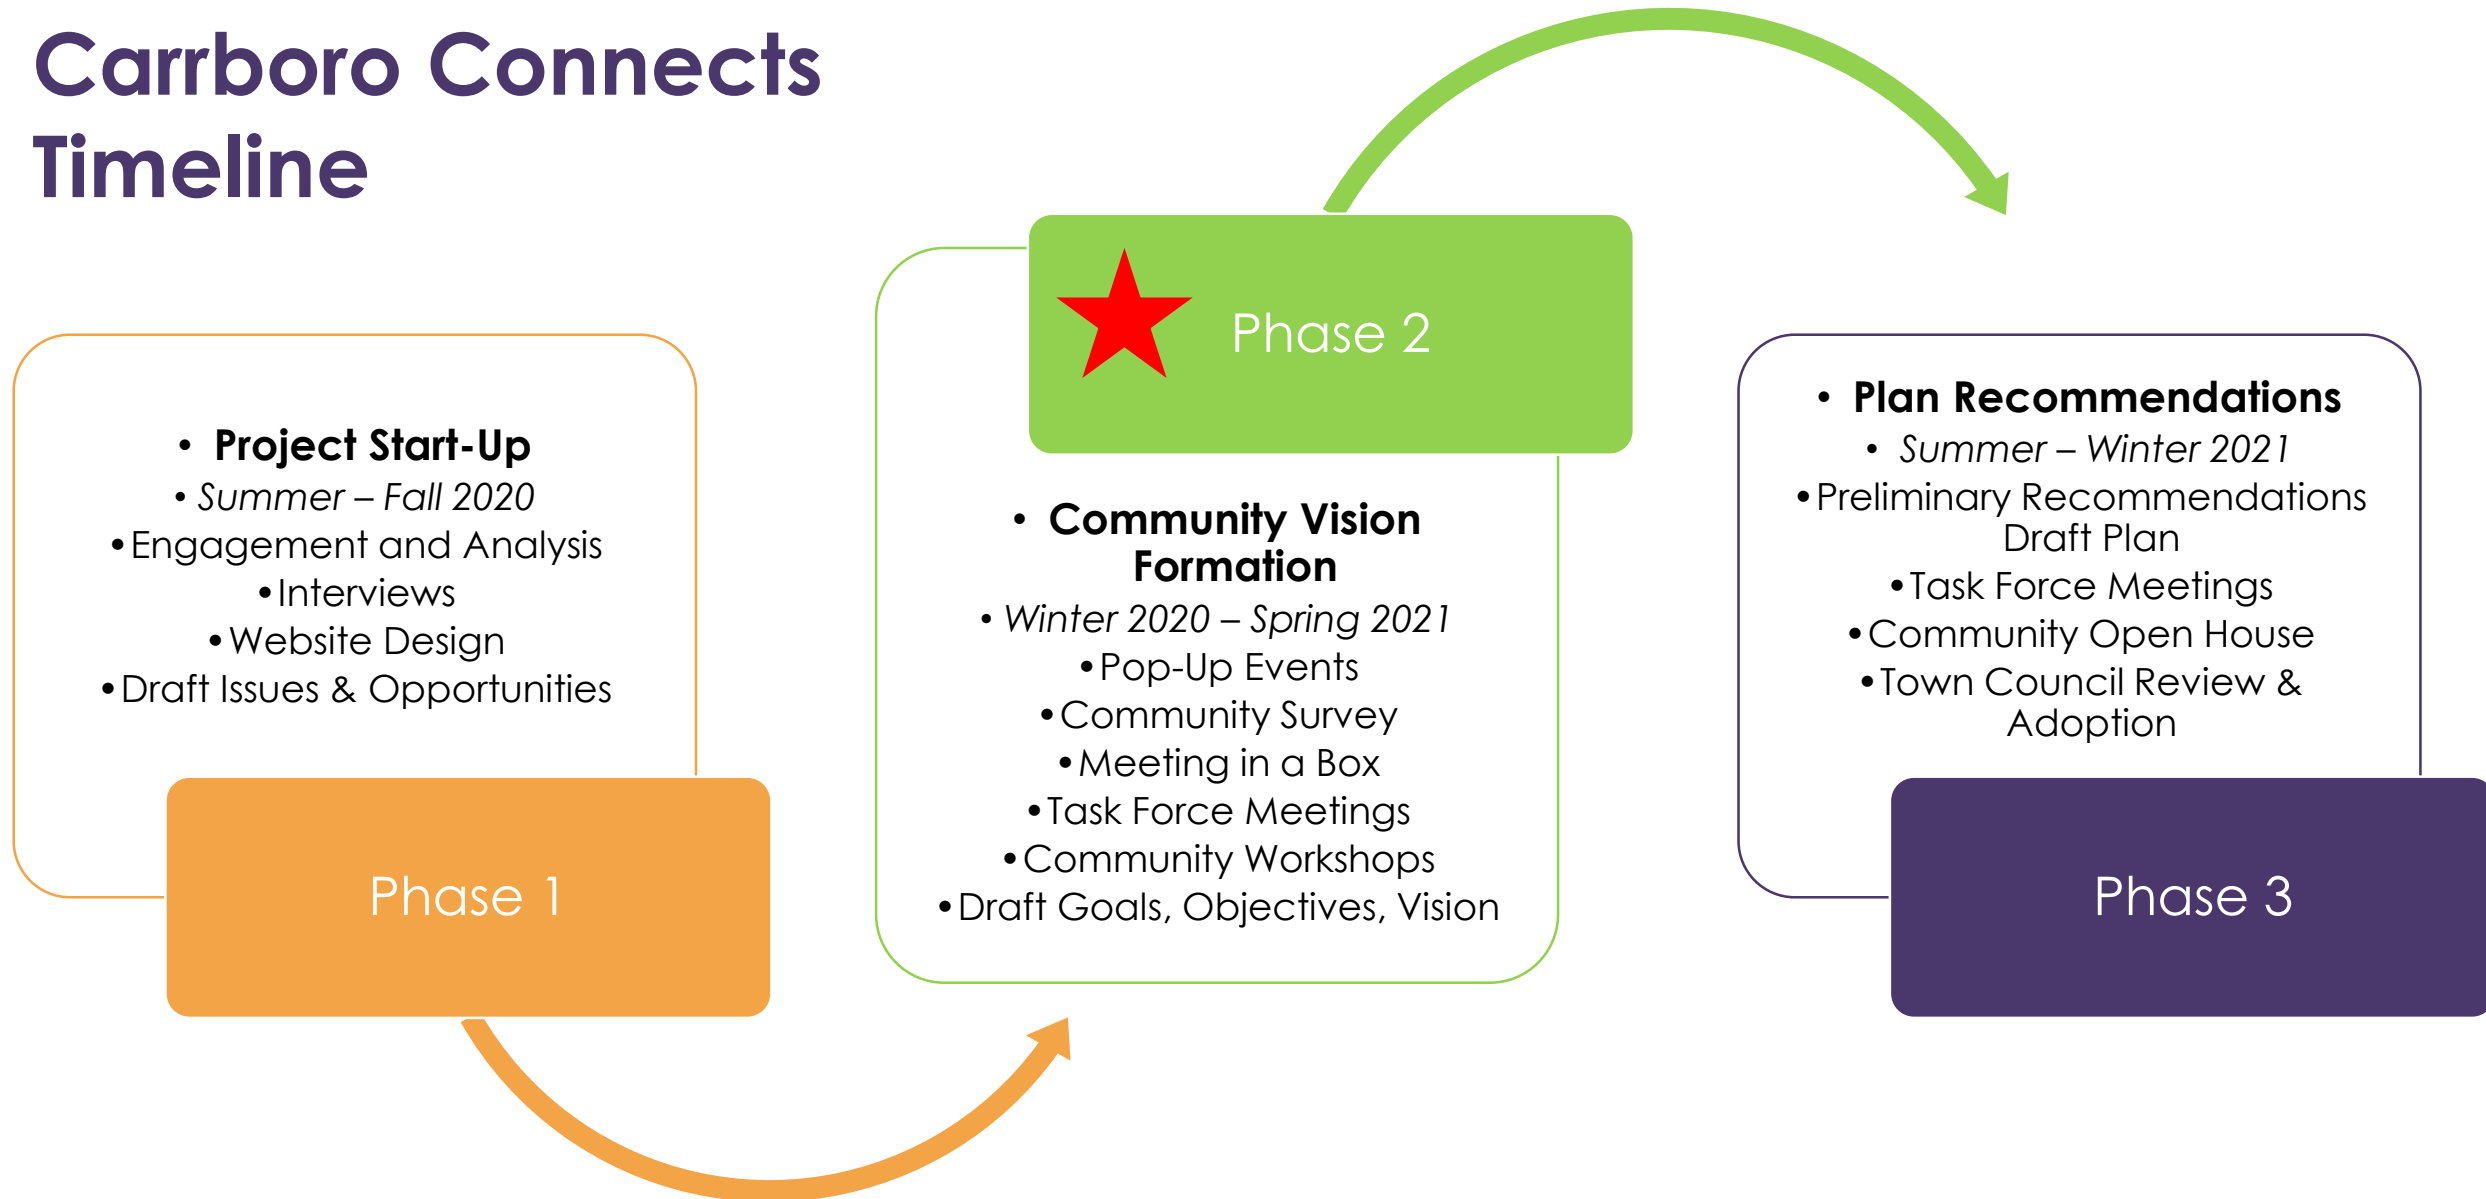 Carrboro Connects
Timeline
• Project Start-Up
• Summer – Fall 2020
•Engagement and Analysis
•Interviews
•Website Design
•Draft Issues & Opportunities
Phase 1
Phase 2
• Community Vision
Formation
• Winter 2020 – Spring 2021
•Pop-Up Events
•Community Survey
•Meeting in a Box
•Task Force Meetings
•Community Workshops
•Draft Goals, Objectives, Vision
• Plan Recommendations
• Summer – Winter 2021
•Preliminary Recommendations
Draft Plan
•Task Force Meetings
•Community Open House
•Town Council Review &
Adoption
Phase 3